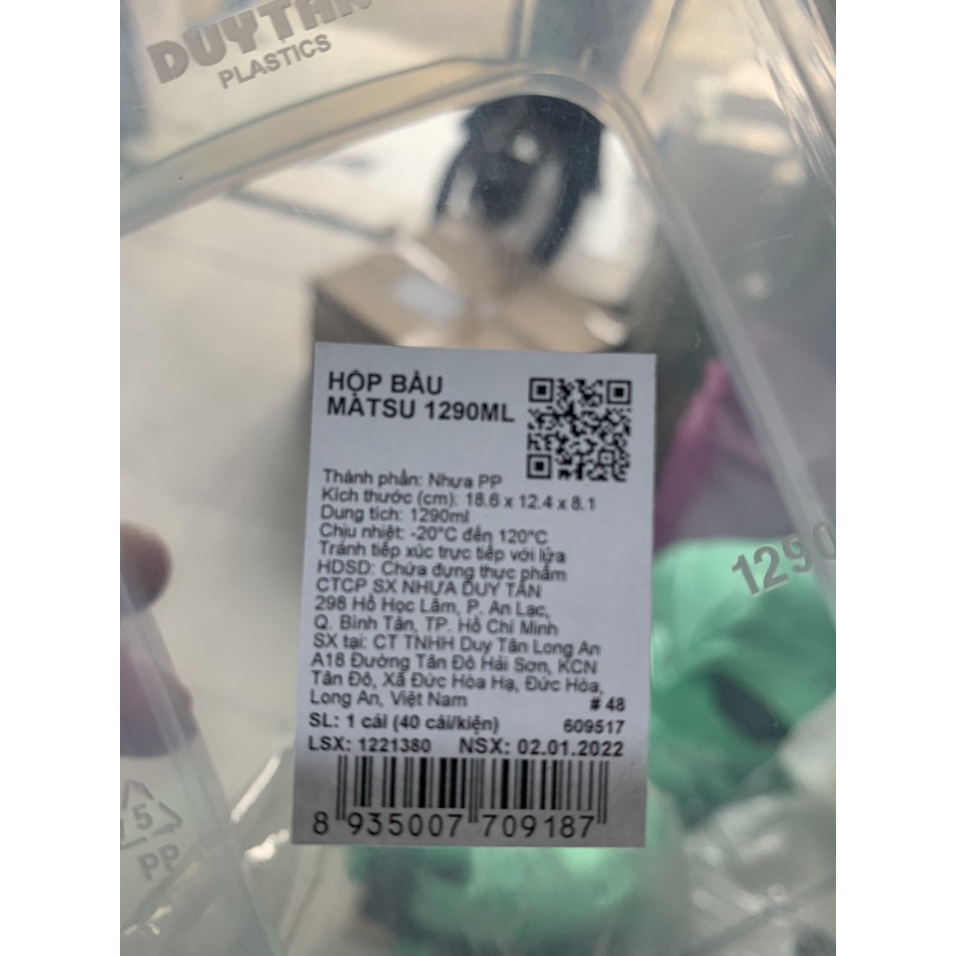 DUYTÂN
PLASTICS
HỘP BẦU
MATSU 1290ML
Thành phần: Nhựa PP
Kích thước (cm): 18.6 x 12.4 x 8.1
Dung tích: 1290ml
Chịu nhiệt: -20°C đến 120°C
Tránh tiếp xúc trực tiếp với lửa
HDSD: Chứa đựng thực phẩm
CTCP SX NHỰA DUY TÂN
298 Hồ Học Lãm, P. An Lạc,
Q. Bình Tân, TP. Hồ Chí Minh
SX tại: CT TNHH Duy Tân Long An
A18 Đường Tân Đô Hải Sơn, KCN
Tân Đô, Xã Đức Hòa Hạ, Đức Hòa,
Long An, Việt Nam # 48
SL: 1 cái (40 cái/kiện) 609517
LSX: 1221380 NSX: 02.01.2022
8 935007 709187
1290
5
PP